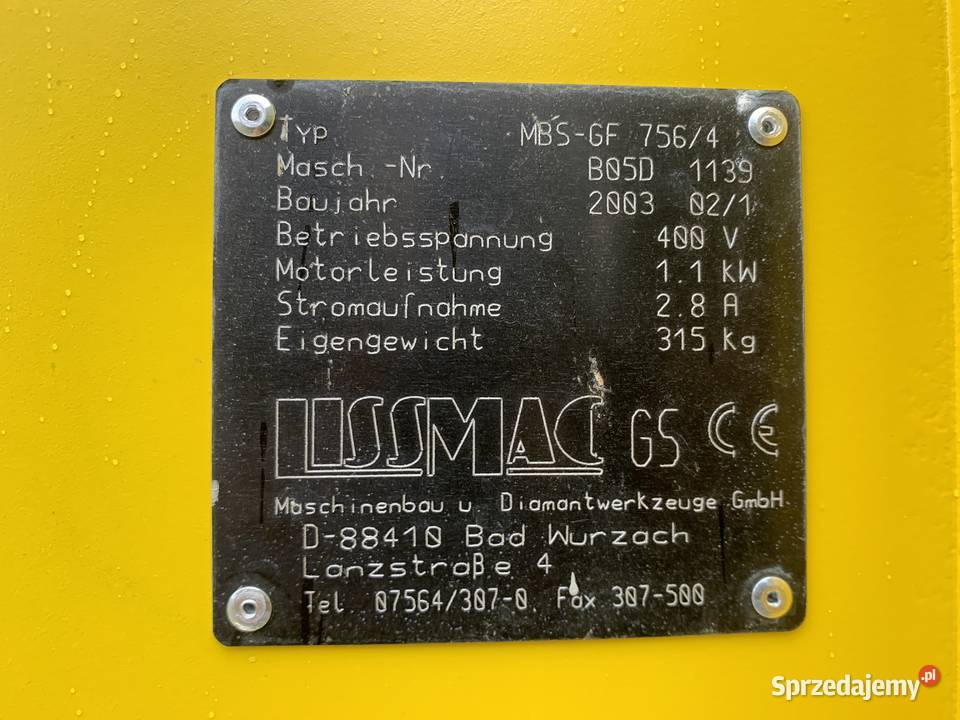 Typ MBS-GF 756/4
Masch.-Nr. B05D 1139
Baujahr 2003 02/1
Betriebsspannung 400 V
Motorleistung 1.1 kW
Stromaufnahme 2.8 A
Eigengewicht 315 Kg
LISSMAC GS CE
Maschinenbau u. Diamantwerkzeuge GmbH
D-88410 Bad Wurzach
Lanzstraße 4
Tel. 07564/307-0, Fax 307-500
Sprzedajemy.pl